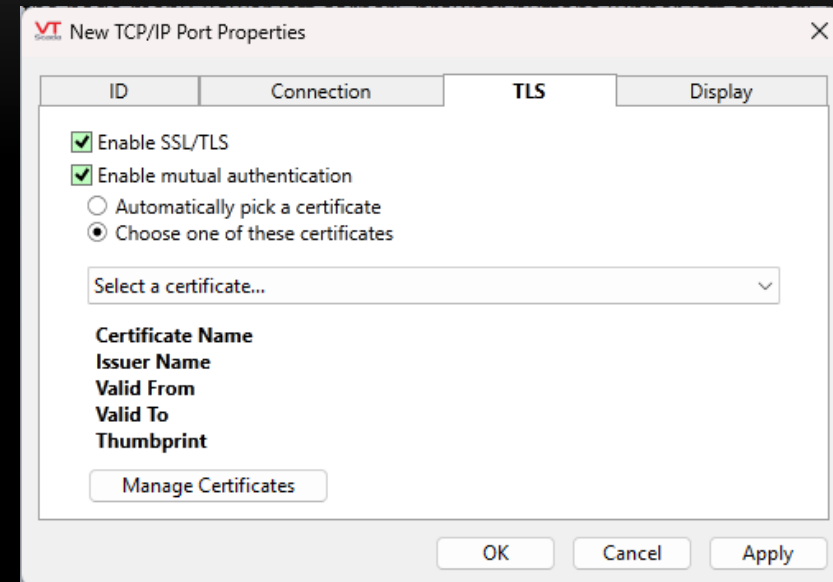 VT
Scada
New TCP/IP Port Properties
ID
Connection
TLS
Display
Enable SSL/TLS
Enable mutual authentication
Automatically pick a certificate
Choose one of these certificates
Select a certificate...
Certificate Name
Issuer Name
Valid From
Valid To
Thumbprint
Manage Certificates
OK
Cancel
Apply